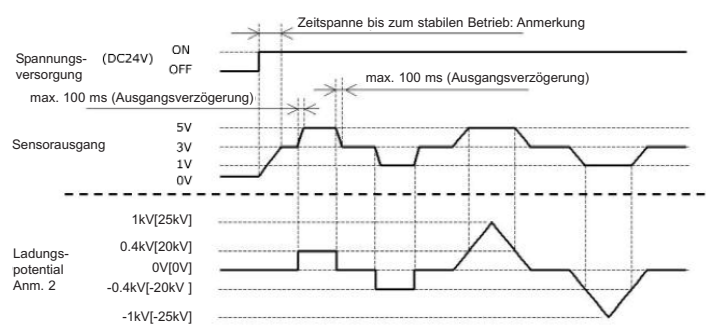 Zeitspanne bis zum stabilen Betrieb: Anmerkung
Spannungs-
versorgung
(DC24V)
ON
OFF
max. 100 ms (Ausgangsverzögerung)
max. 100 ms (Ausgangsverzögerung)
Sensorausgang
5V
3V
1V
0V
Ladungs-
potential
Anm. 2
1kV[25kV]
0.4kV[20kV]
0V[0V]
-0.4kV[-20kV ]
-1kV[-25kV]